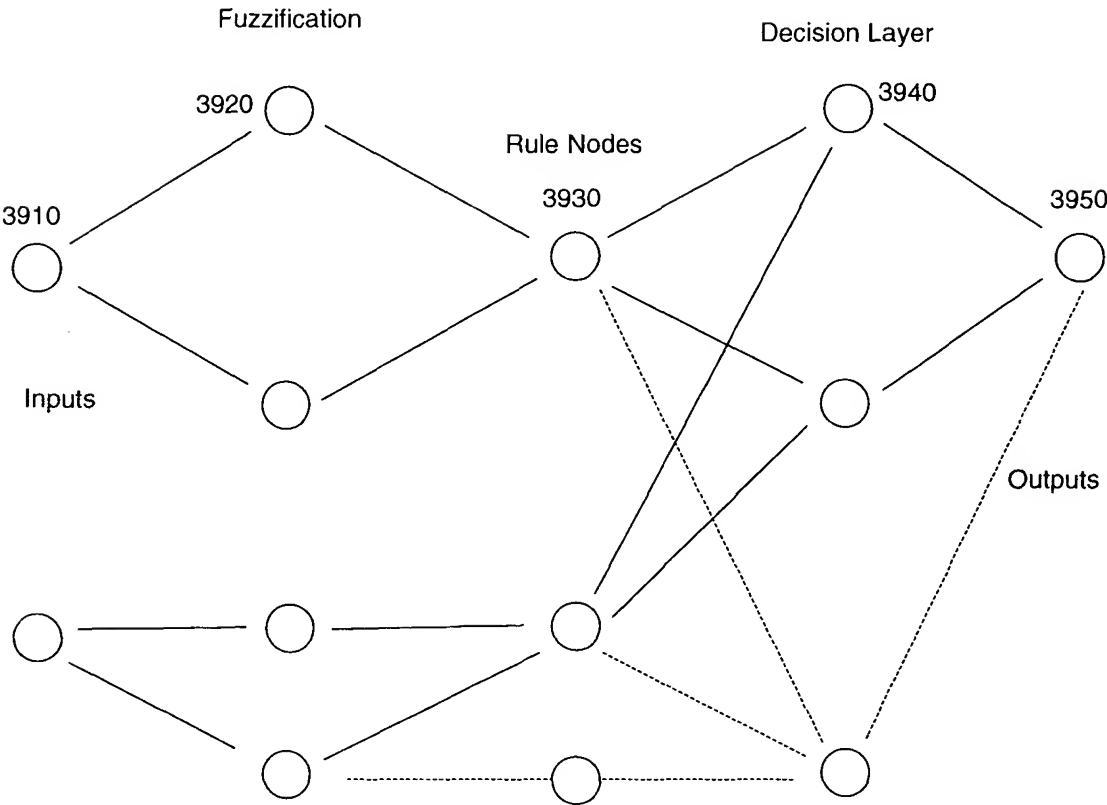 Fuzzification
Decision Layer
3920
3940
Rule Nodes
3930
3950
3910
Inputs
Outputs